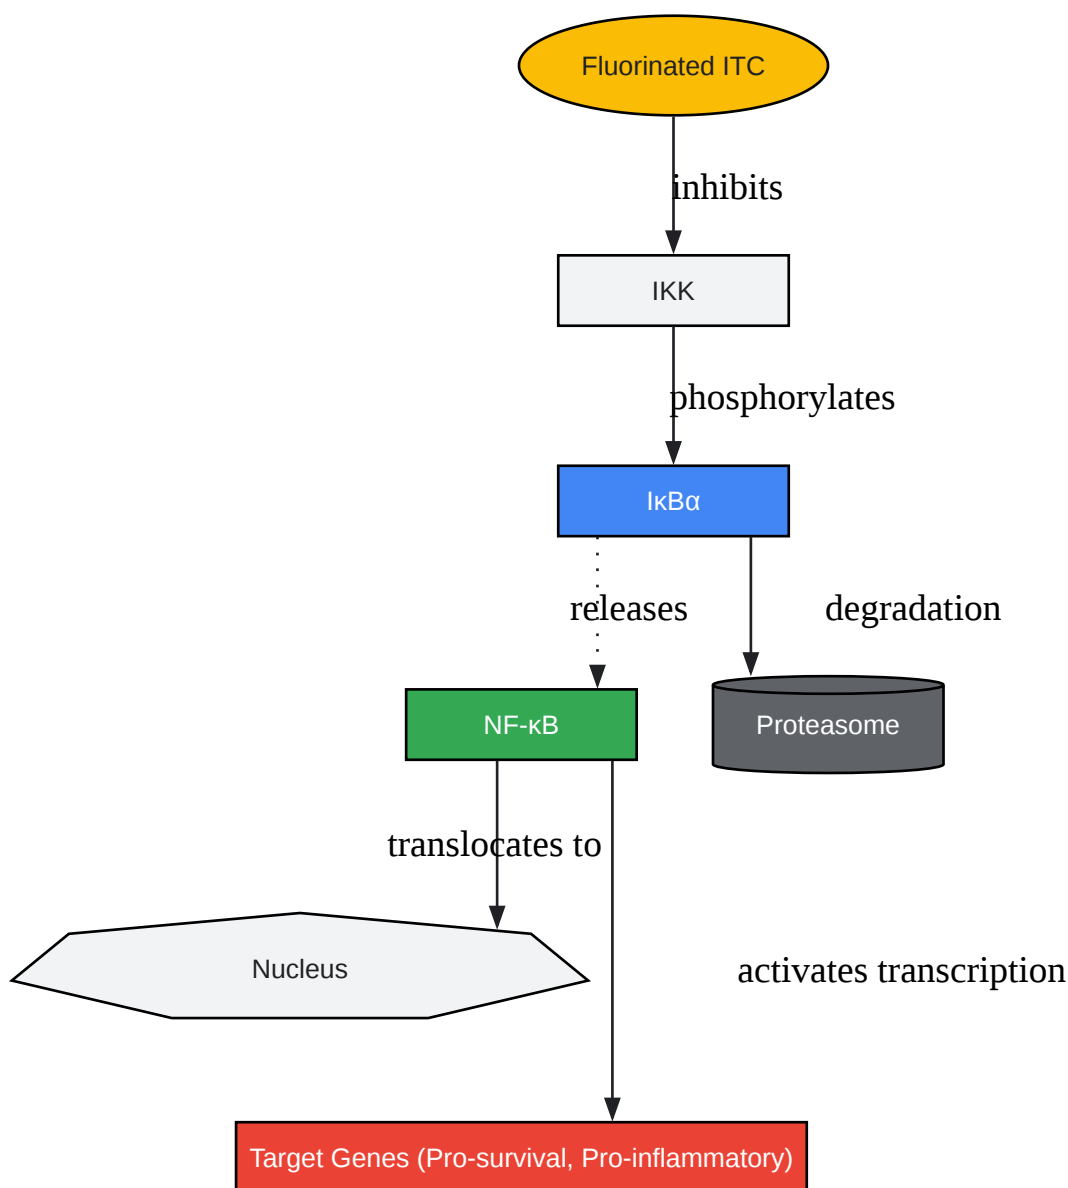 Fluorinated ITC
inhibits
IKK
phosphorylates
IκBα
releases
degradation
NF-κB
Proteasome
translocates to
Nucleus
activates transcription
Target Genes (Pro-survival, Pro-inflammatory)